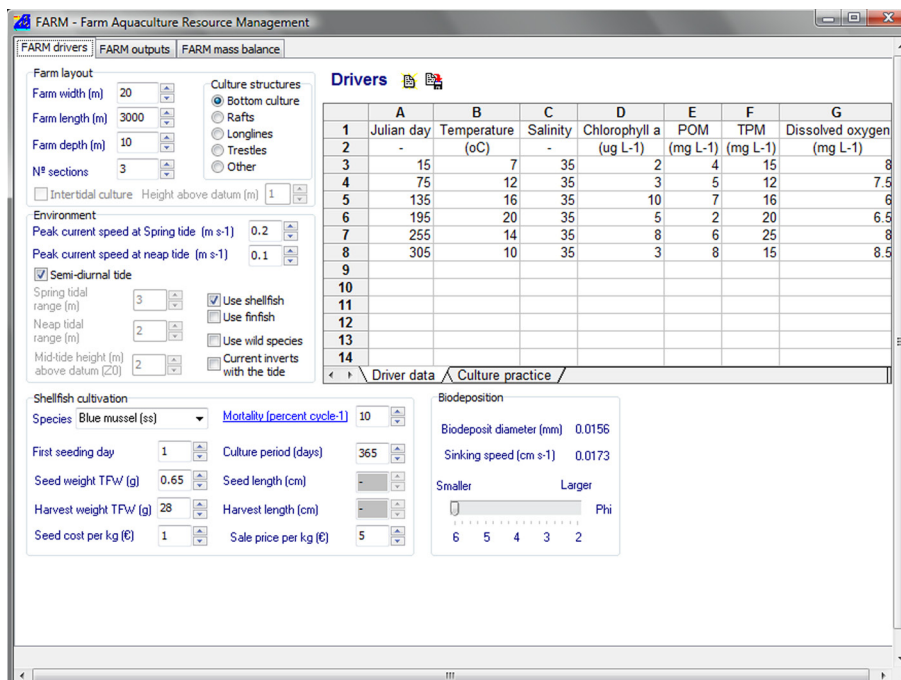 FARM - Farm Aquaculture Resource Management
FARM drivers FARM outputs FARM mass balance
Farm layout
Farm width (m) 20
Farm length (m) 3000
Farm depth (m) 10
Nº sections 3
Culture structures
Bottom culture
Rafts
Longlines
Trestles
Other
Intertidal culture Height above datum (m) 1
Environment
Peak current speed at Spring tide (m s-1) 0.2
Peak current speed at neap tide (m s-1) 0.1
Semi-diurnal tide
Spring tidal
range (m) 3
Neap tidal
range (m) 2
Mid-tide height (m)
above datum (Z0) 2
Use shellfish
Use finfish
Use wild species
Current inverts
with the tide
Drivers
A B C D E F G
1 Julian day Temperature Salinity Chlorophyll a POM TPM Dissolved oxygen
2 - (oC) - (ug L-1) (mg L-1) (mg L-1) (mg L-1)
3 15 7 35 2 4 15 8
4 75 12 35 3 5 12 7.5
5 135 16 35 10 7 16 6
6 195 20 35 5 2 20 6.5
7 255 14 35 8 6 25 8
8 305 10 35 3 8 15 8.5
9
10
11
12
13
14
Driver data Culture practice
Shellfish cultivation
Species Blue mussel (ss) Mortality (percent cycle-1) 10
First seeding day 1 Culture period (days) 365
Seed weight TFW (g) 0.65 Seed length (cm) -
Harvest weight TFW (g) 28 Harvest length (cm) -
Seed cost per kg (€) 1 Sale price per kg (€) 5
Biodeposition
Biodeposit diameter (mm) 0.0156
Sinking speed (cm s-1) 0.0173
Smaller Larger
Phi
6 5 4 3 2